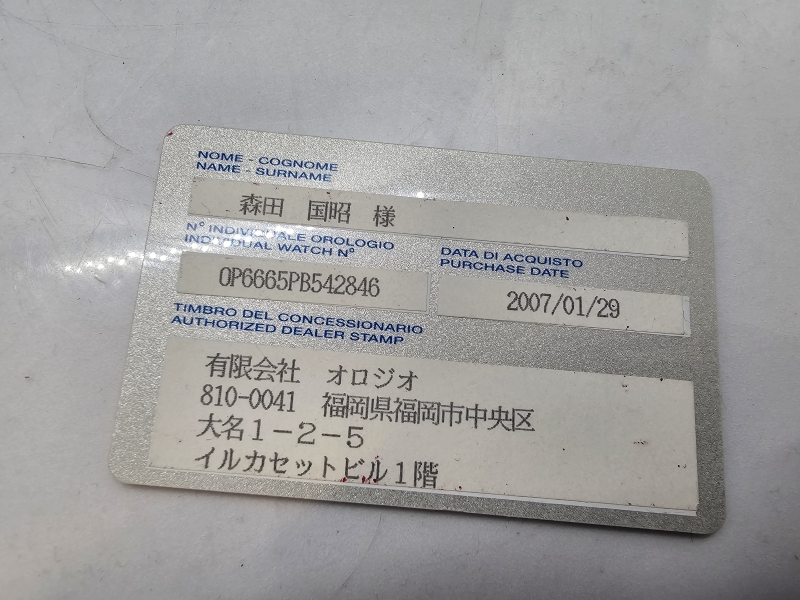 NOME - COGNOME
NAME - SURNAME
森田 国昭 様
N° INDIVIDUALE OROLOGIO
INDIVIDUAL WATCH N°
DATA DI ACQUISTO
PURCHASE DATE
OP6665PB542846
2007/01/29
TIMBRO DEL CONCESSIONARIO
AUTHORIZED DEALER STAMP
有限会社 オロジオ
810-0041 福岡県福岡市中央区
大名1-2-5
イルカセットビル1階